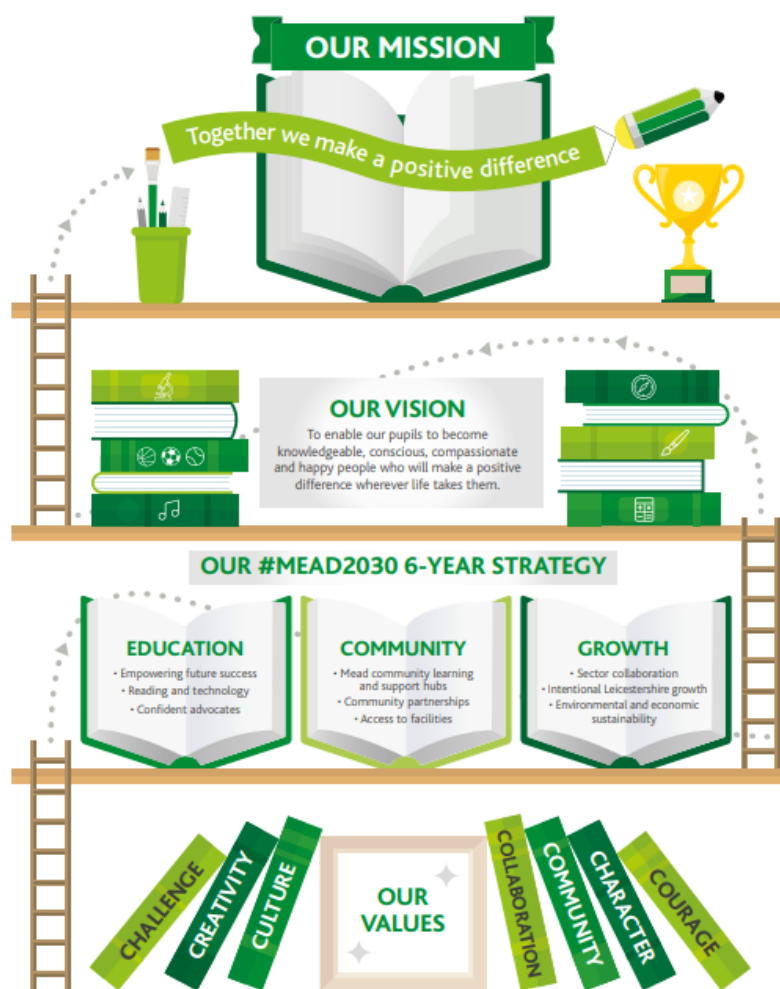 OUR MISSION
Together we make a positive difference
OUR VISION
To enable our pupils to become
knowledgeable, conscious, compassionate
and happy people who will make a positive
difference wherever life takes them.
OUR #MEAD2030 6-YEAR STRATEGY
EDUCATION
• Empowering future success
• Reading and technology
• Confident advocates
COMMUNITY
• Mead community learning
and support hubs
• Community partnerships
• Access to facilities
GROWTH
• Sector collaboration
• Intentional Leicestershire growth
• Environmental and economic
sustainability
CHALLENGE
CREATIVITY
CULTURE
OUR
VALUES
COLLABORATION
COMMUNITY
CHARACTER
COURAGE